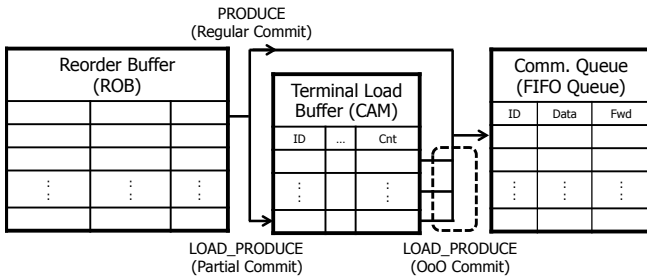 PRODUCE
(Regular Commit)
Reorder Buffer
(ROB)
Terminal Load
Buffer (CAM)
ID ... Cnt
Comm. Queue
(FIFO Queue)
ID Data Fwd
LOAD_PRODUCE
(Partial Commit)
LOAD_PRODUCE
(OoO Commit)